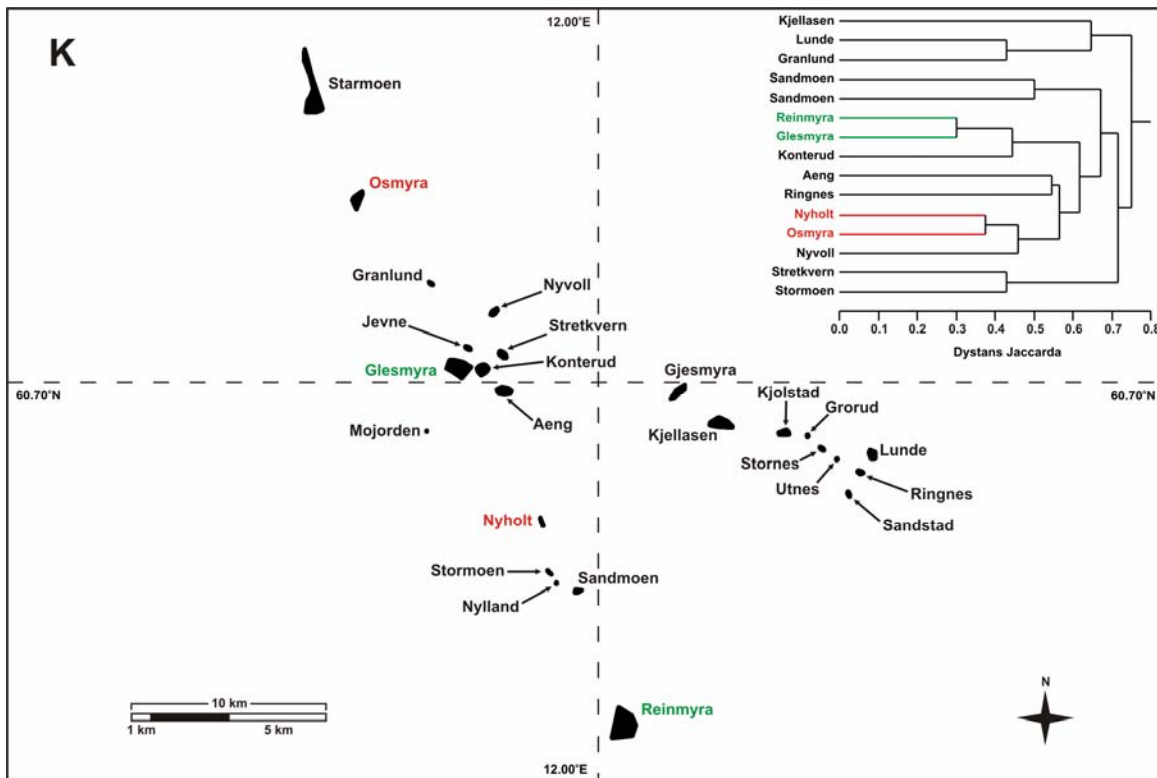 12.00°E
K
Starmoen
Osmyra
Granlund
Nyvoll
Jevne
Stretkvern
Glesmyra
Konterud
60.70°N
Aeng
Mojorden
Gjesmyra
Kjolstad
60.70°N
Grorud
Kjellasen
Lunde
Stornes
Utnes
Ringnes
Sandstad
Nyholt
Stormoen
Sandmoen
Nylland
Reinmyra
10 km
1 km 5 km
N
12.00°E
Kjellasen
Lunde
Granlund
Sandmoen
Sandmoen
Reinmyra
Glesmyra
Konterud
Aeng
Ringnes
Nyholt
Osmyra
Nyvoll
Stretkvern
Stormoen
0.0 0.1 0.2 0.3 0.4 0.5 0.6 0.7 0.8
Dystans Jaccarda